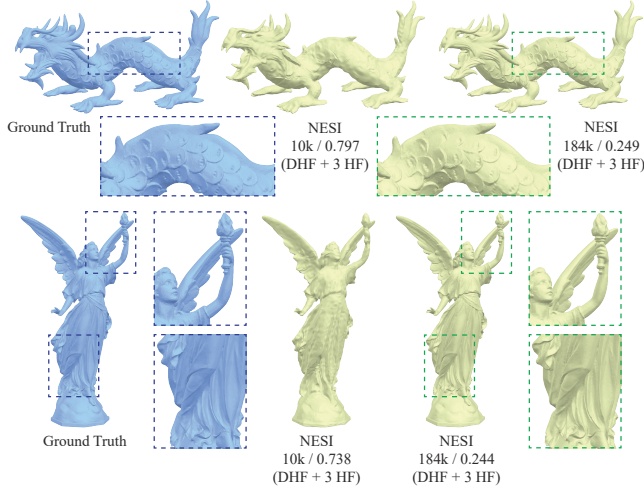 Ground Truth
NESI
10k / 0.797
(DHF + 3 HF)
NESI
184k / 0.249
(DHF + 3 HF)
Ground Truth
NESI
10k / 0.738
(DHF + 3 HF)
NESI
184k / 0.244
(DHF + 3 HF)